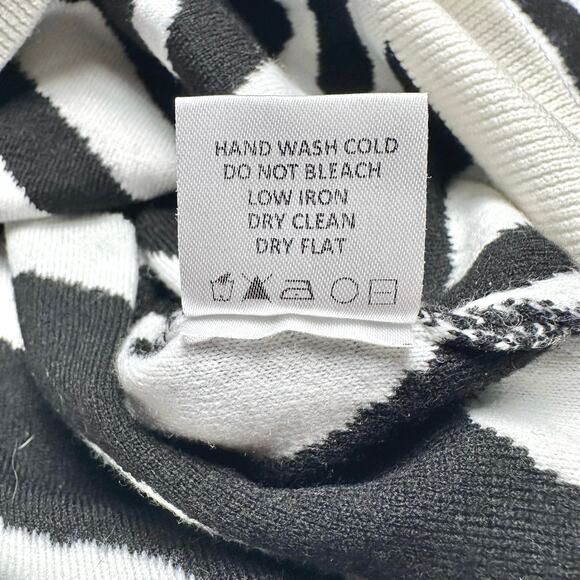 HAND WASH COLD
DO NOT BLEACH
LOW IRON
DRY CLEAN
DRY FLAT